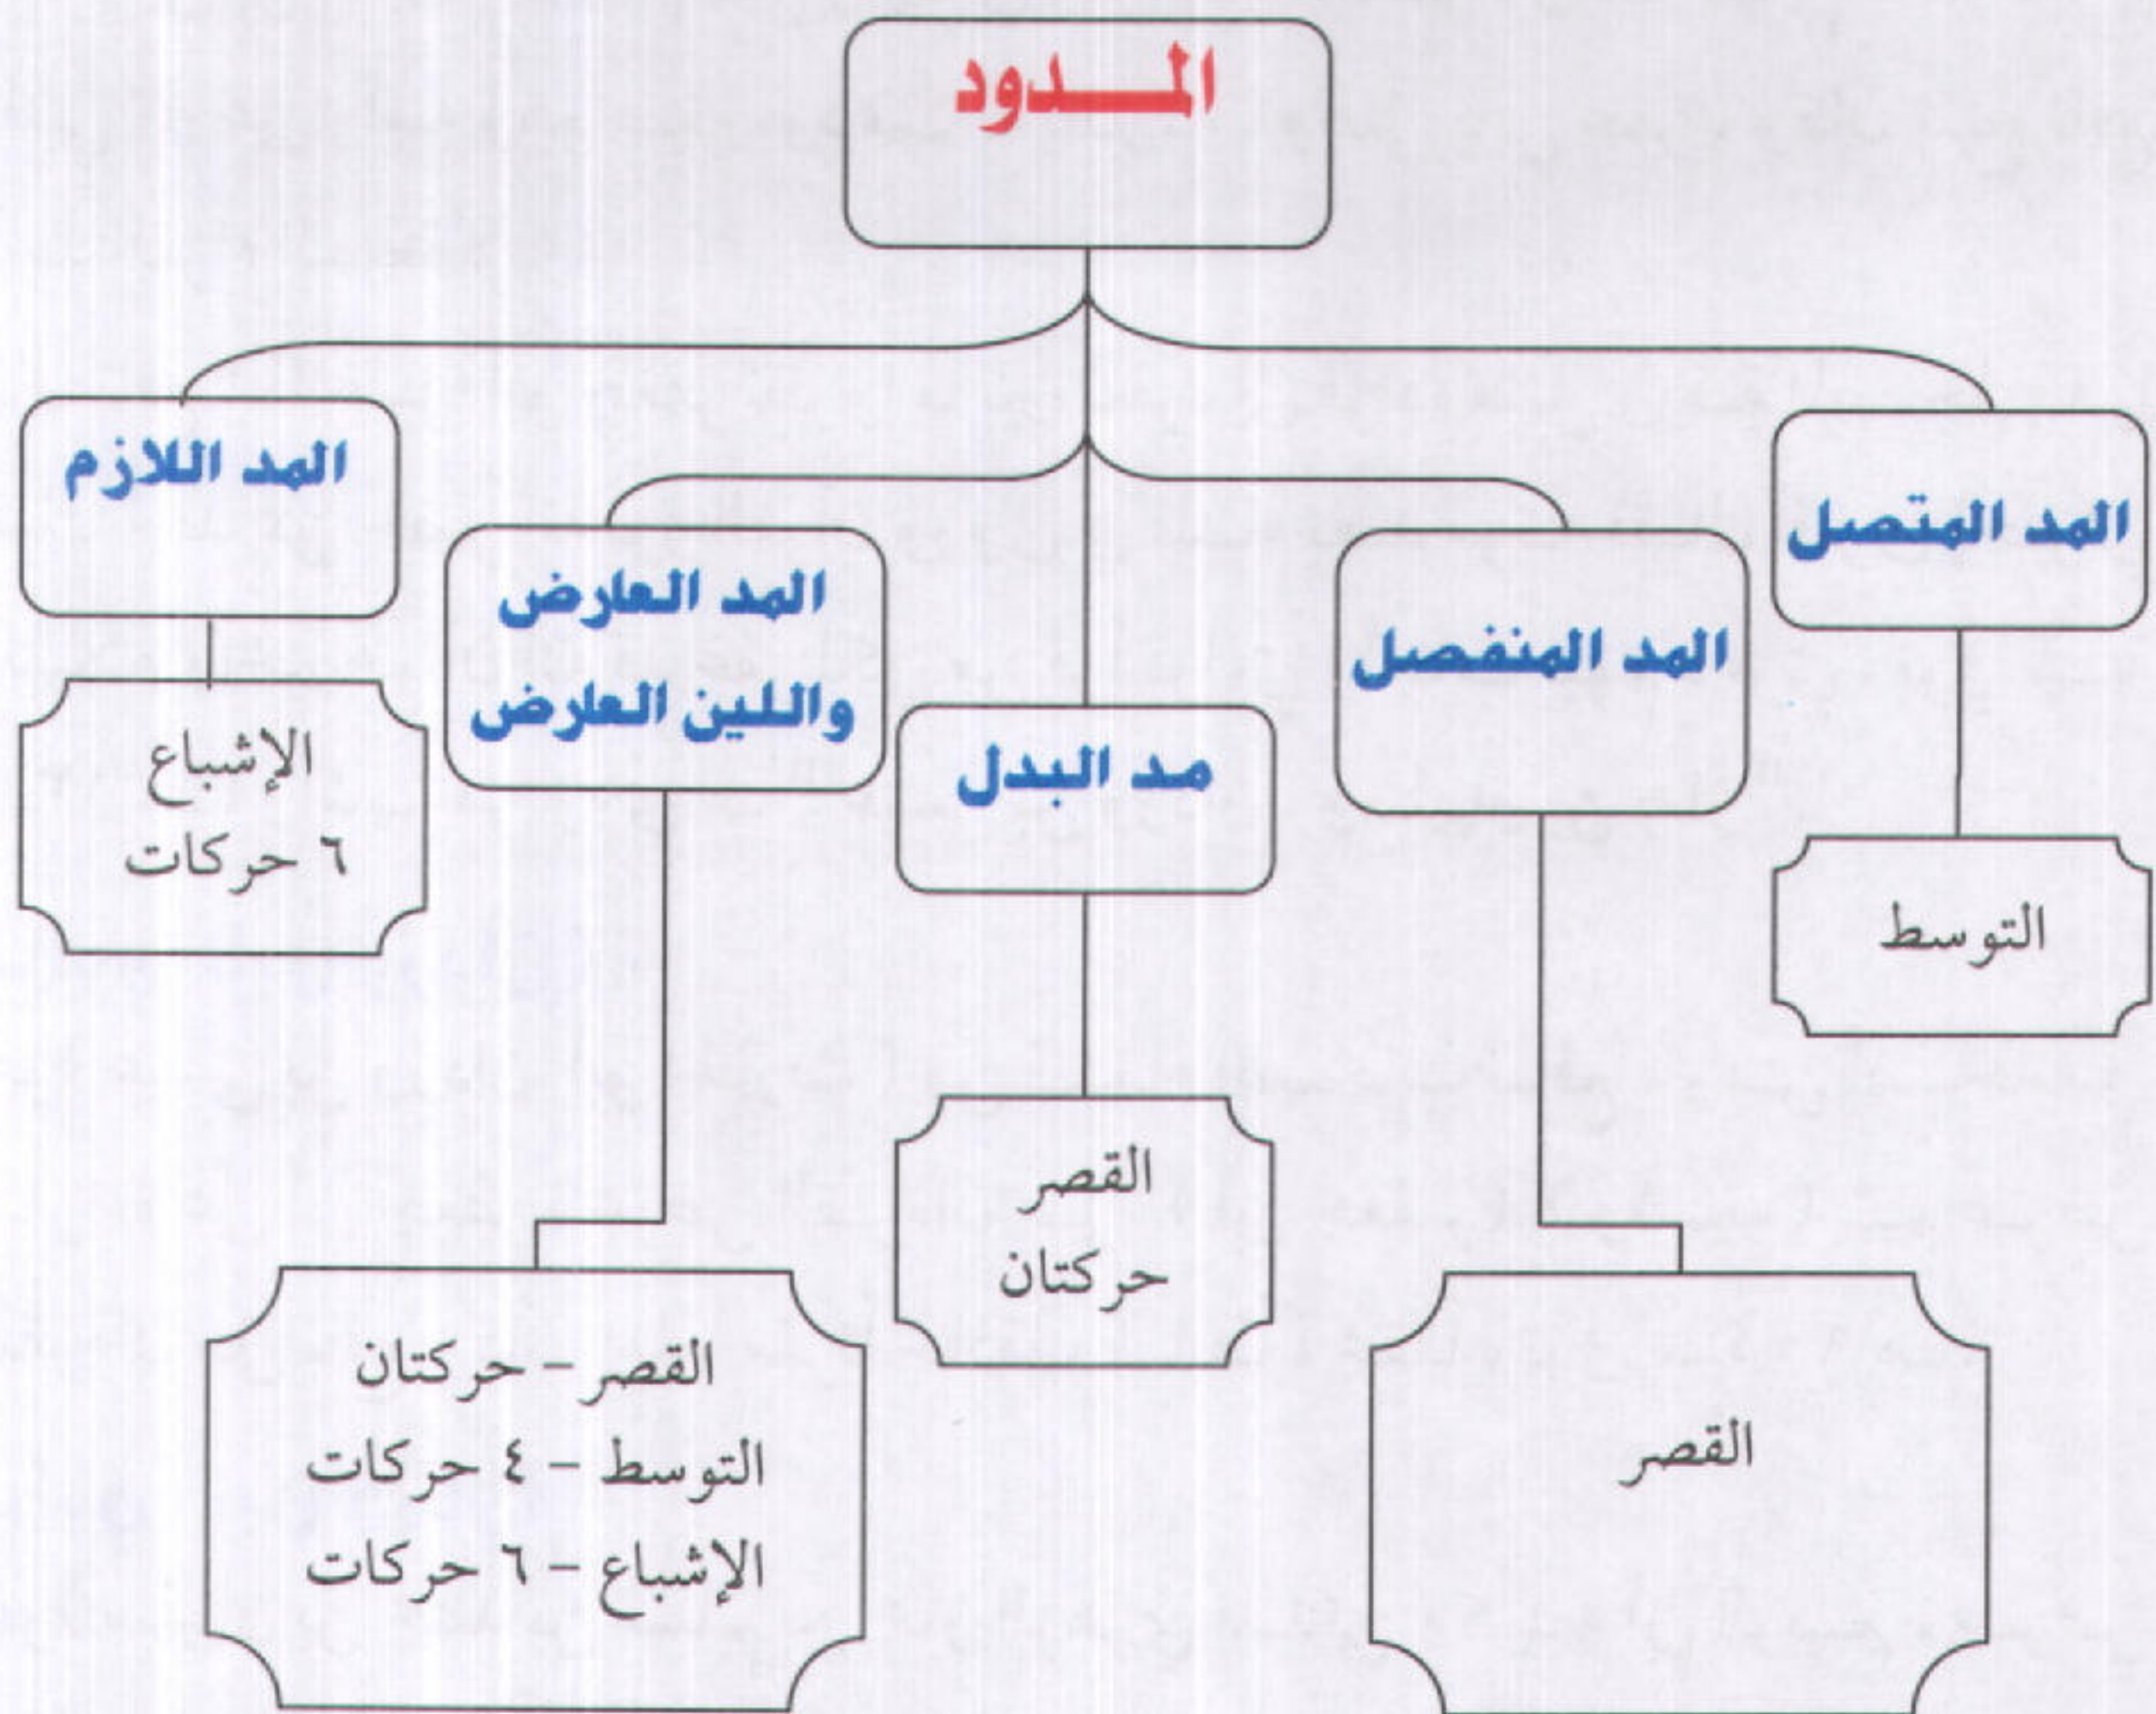 المـــدود
المد المتصل
التوسط
المد المنفصل
القصر
مد البدل
القصر
حركتان
المد العارض
واللين العارض
القصر – حركتان
التوسط – ٤ حركات
الإشباع – ٦ حركات
المد اللازم
الإشباع
٦ حركات